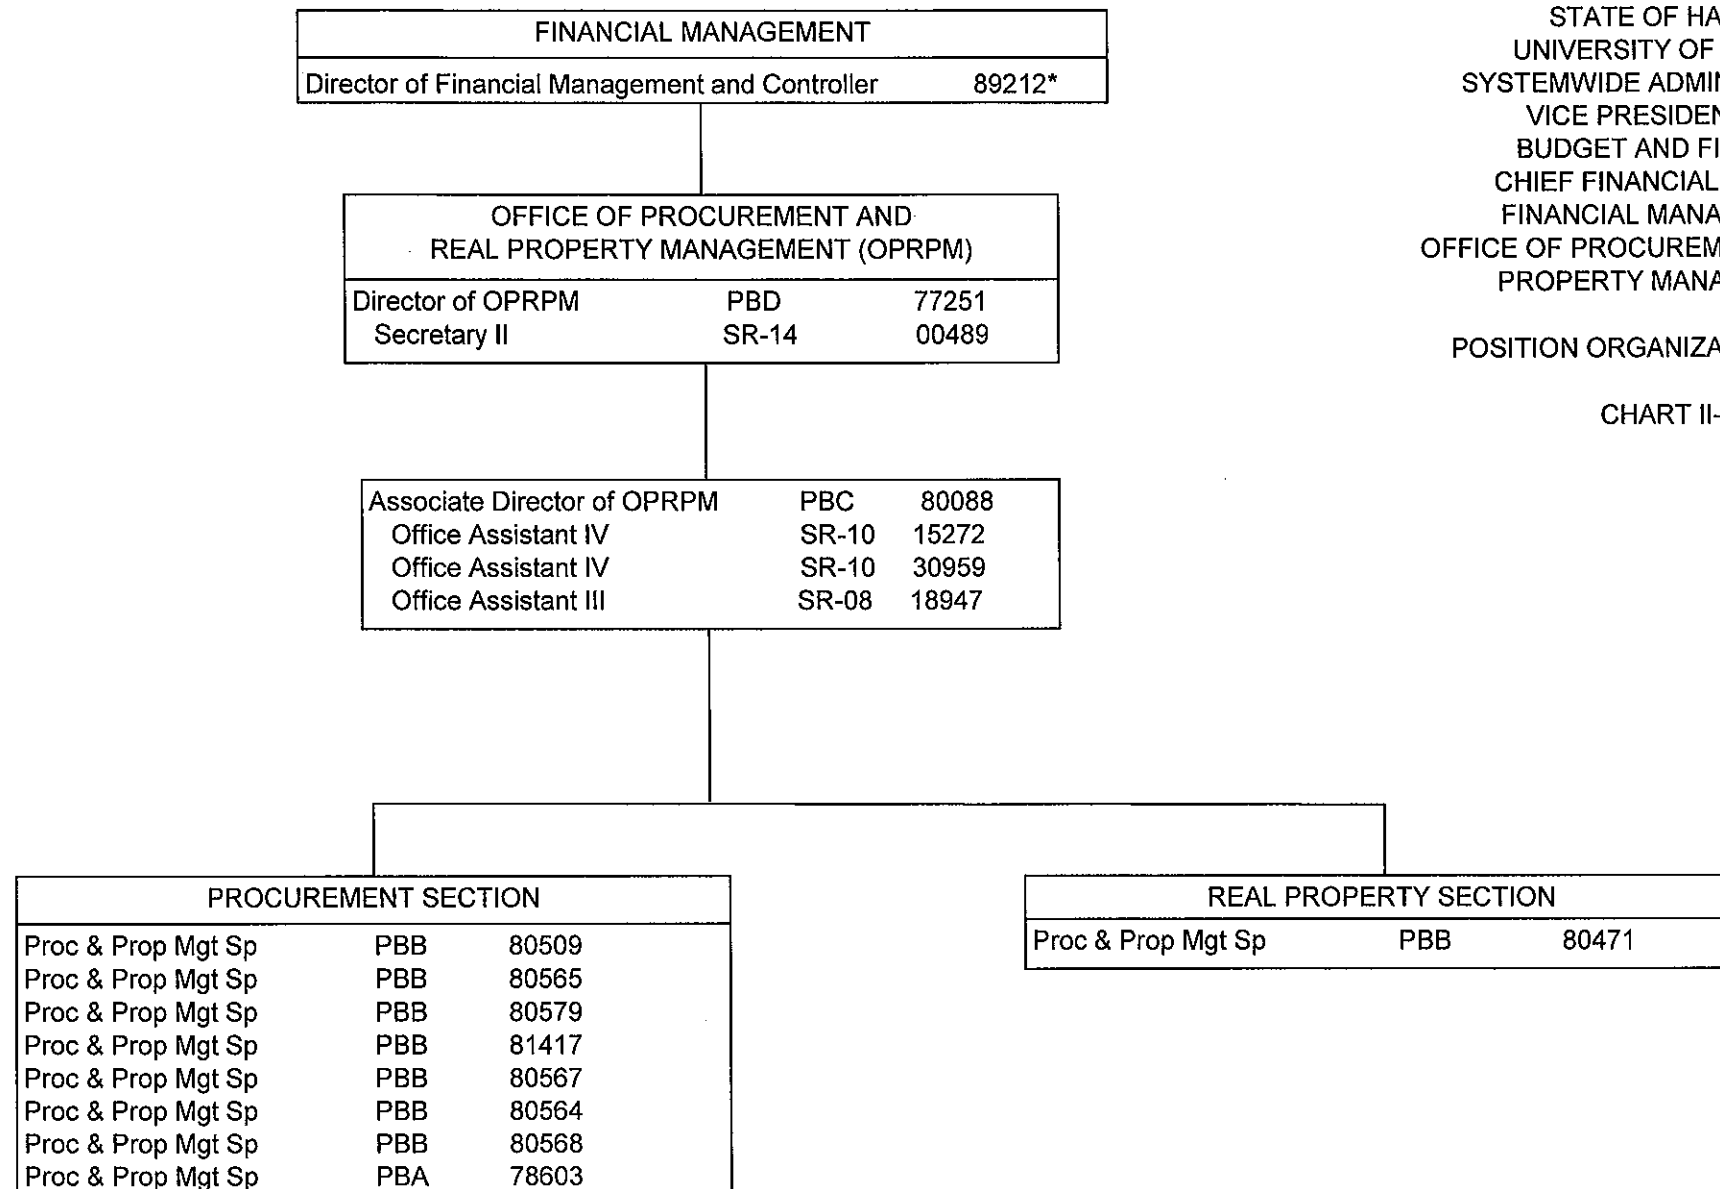 FINANCIAL MANAGEMENT
Director of Financial Management and Controller 89212*
STATE OF HA
UNIVERSITY OF
SYSTEMWIDE ADMIN
VICE PRESIDEN
BUDGET AND FI
CHIEF FINANCIAL
FINANCIAL MANA
OFFICE OF PROCUREM
PROPERTY MANA
POSITION ORGANIZA
CHART II-
OFFICE OF PROCUREMENT AND
REAL PROPERTY MANAGEMENT (OPRPM)
Director of OPRPM PBD 77251
Secretary II SR-14 00489
Associate Director of OPRPM PBC 80088
Office Assistant IV SR-10 15272
Office Assistant IV SR-10 30959
Office Assistant III SR-08 18947
PROCUREMENT SECTION
Proc & Prop Mgt Sp PBB 80509
Proc & Prop Mgt Sp PBB 80565
Proc & Prop Mgt Sp PBB 80579
Proc & Prop Mgt Sp PBB 81417
Proc & Prop Mgt Sp PBB 80567
Proc & Prop Mgt Sp PBB 80564
Proc & Prop Mgt Sp PBB 80568
Proc & Prop Mgt Sp PBA 78603
REAL PROPERTY SECTION
Proc & Prop Mgt Sp PBB 80471